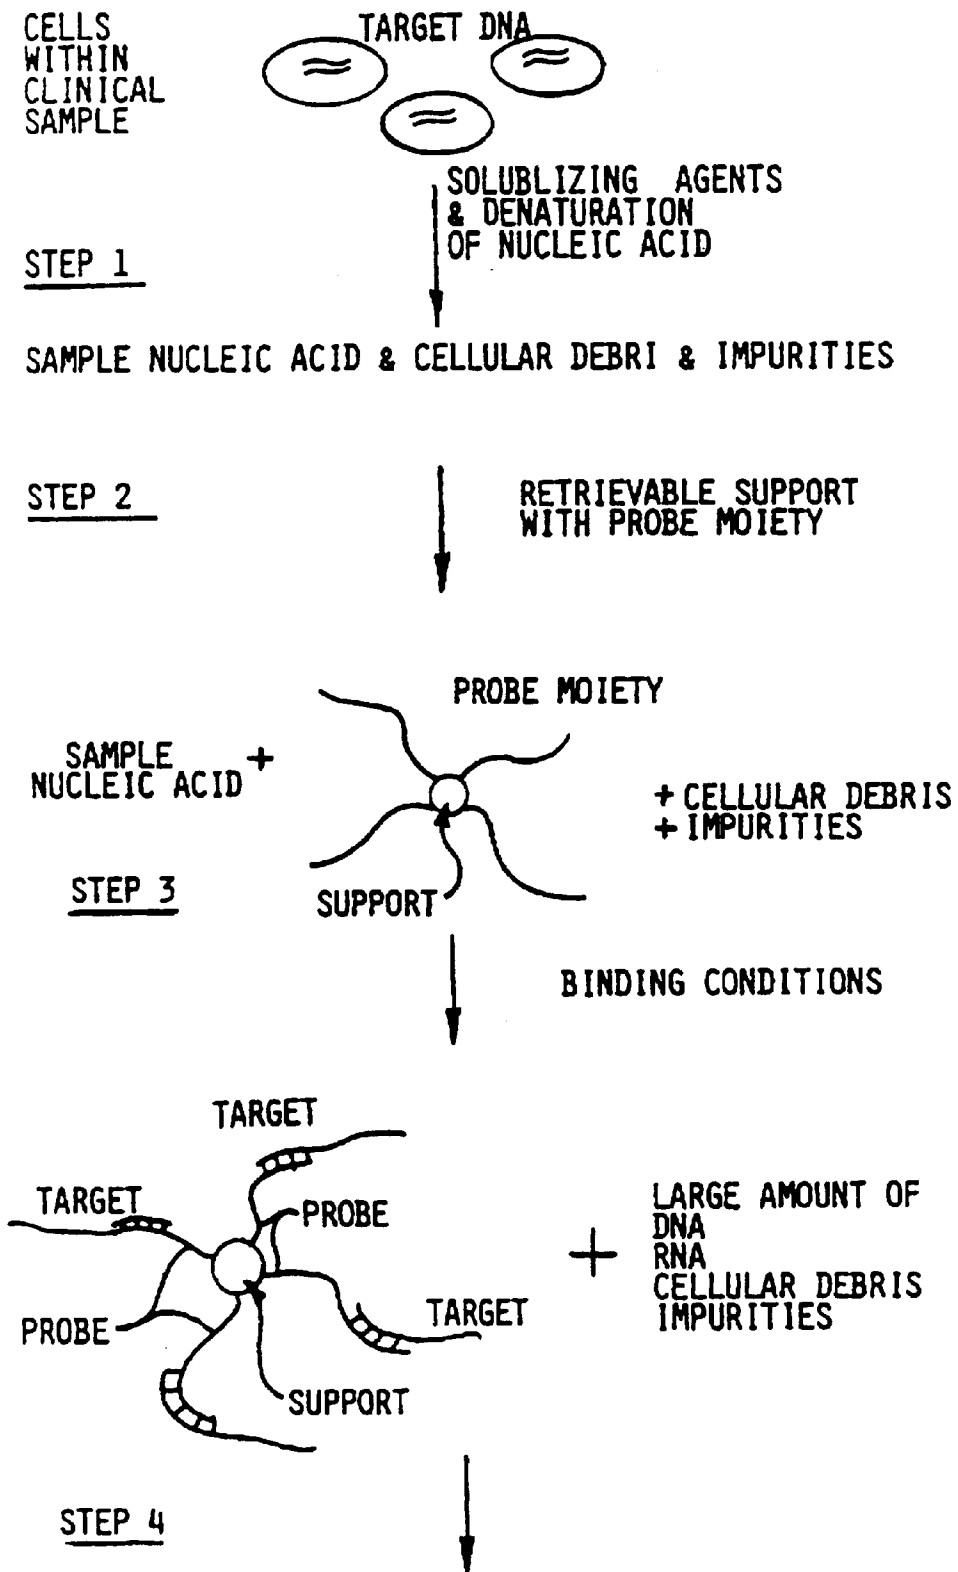 CELLS
WITHIN
CLINICAL
SAMPLE
TARGET DNA
SOLUBLIZING AGENTS
& DENATURATION
OF NUCLEIC ACID
STEP 1
SAMPLE NUCLEIC ACID & CELLULAR DEBRI & IMPURITIES
STEP 2
RETRIEVABLE SUPPORT
WITH PROBE MOIETY
PROBE MOIETY
SAMPLE +
NUCLEIC ACID
+ CELLULAR DEBRIS
+ IMPURITIES
STEP 3
SUPPORT
BINDING CONDITIONS
TARGET
TARGET
PROBE
+
LARGE AMOUNT OF
DNA
RNA
CELLULAR DEBRIS
IMPURITIES
TARGET
PROBE
SUPPORT
STEP 4